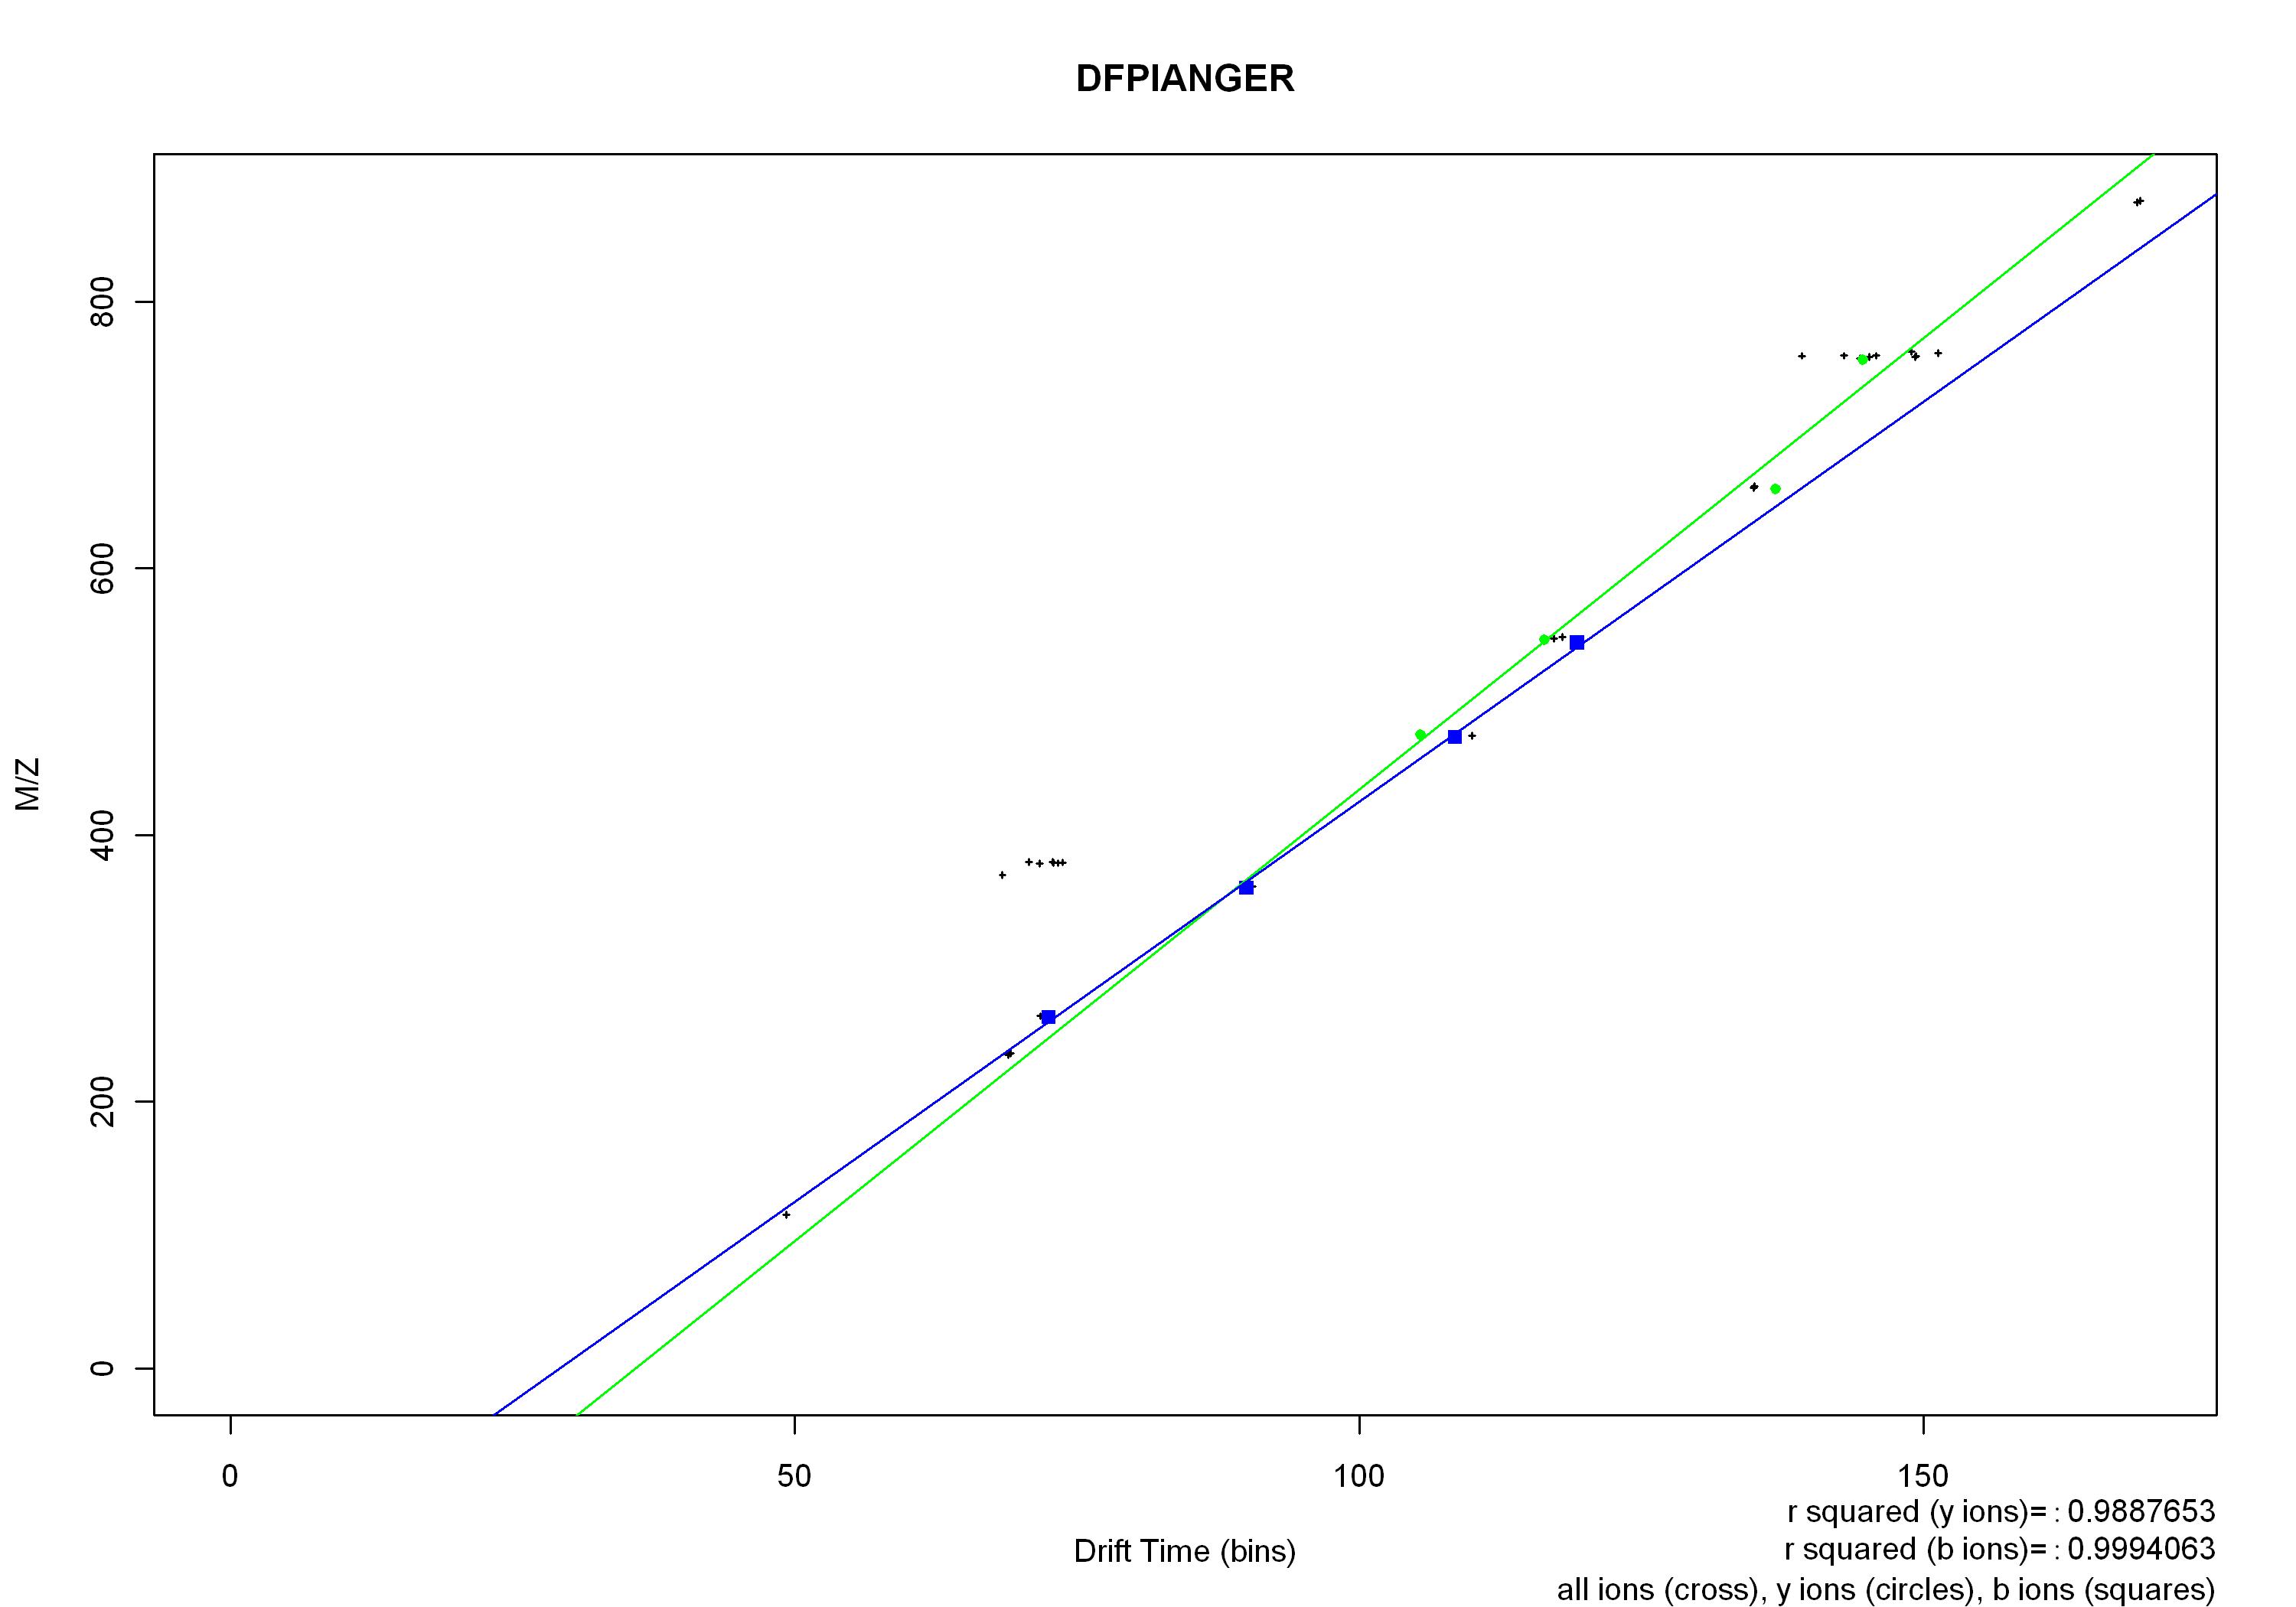 DFPIANGER
800
600
400
200
0
M/Z
0 50 100 150
Drift Time (bins)
r squared (y ions)= : 0.9887653
r squared (b ions)= : 0.9994063
all ions (cross), y ions (circles), b ions (squares)